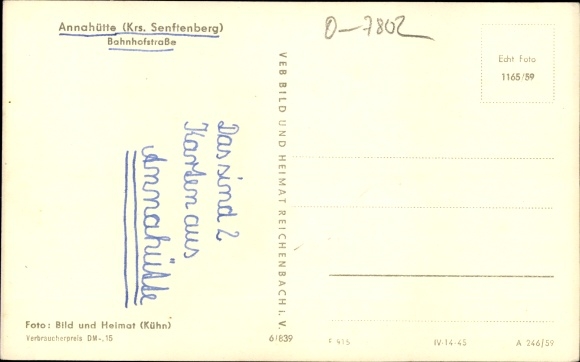 Annahütte (Krs. Senftenberg)
Bahnhofstraße
O-7802
Echt Foto
1165/59
VEB BILD UND HEIMAT REICHENBACH i. V.
Das sind 2
Karten aus
Annahütte
Foto: Bild und Heimat (Kühn)
Verbraucherpreis DM -,15
61839
F 415
IV-14-45
A 246/59